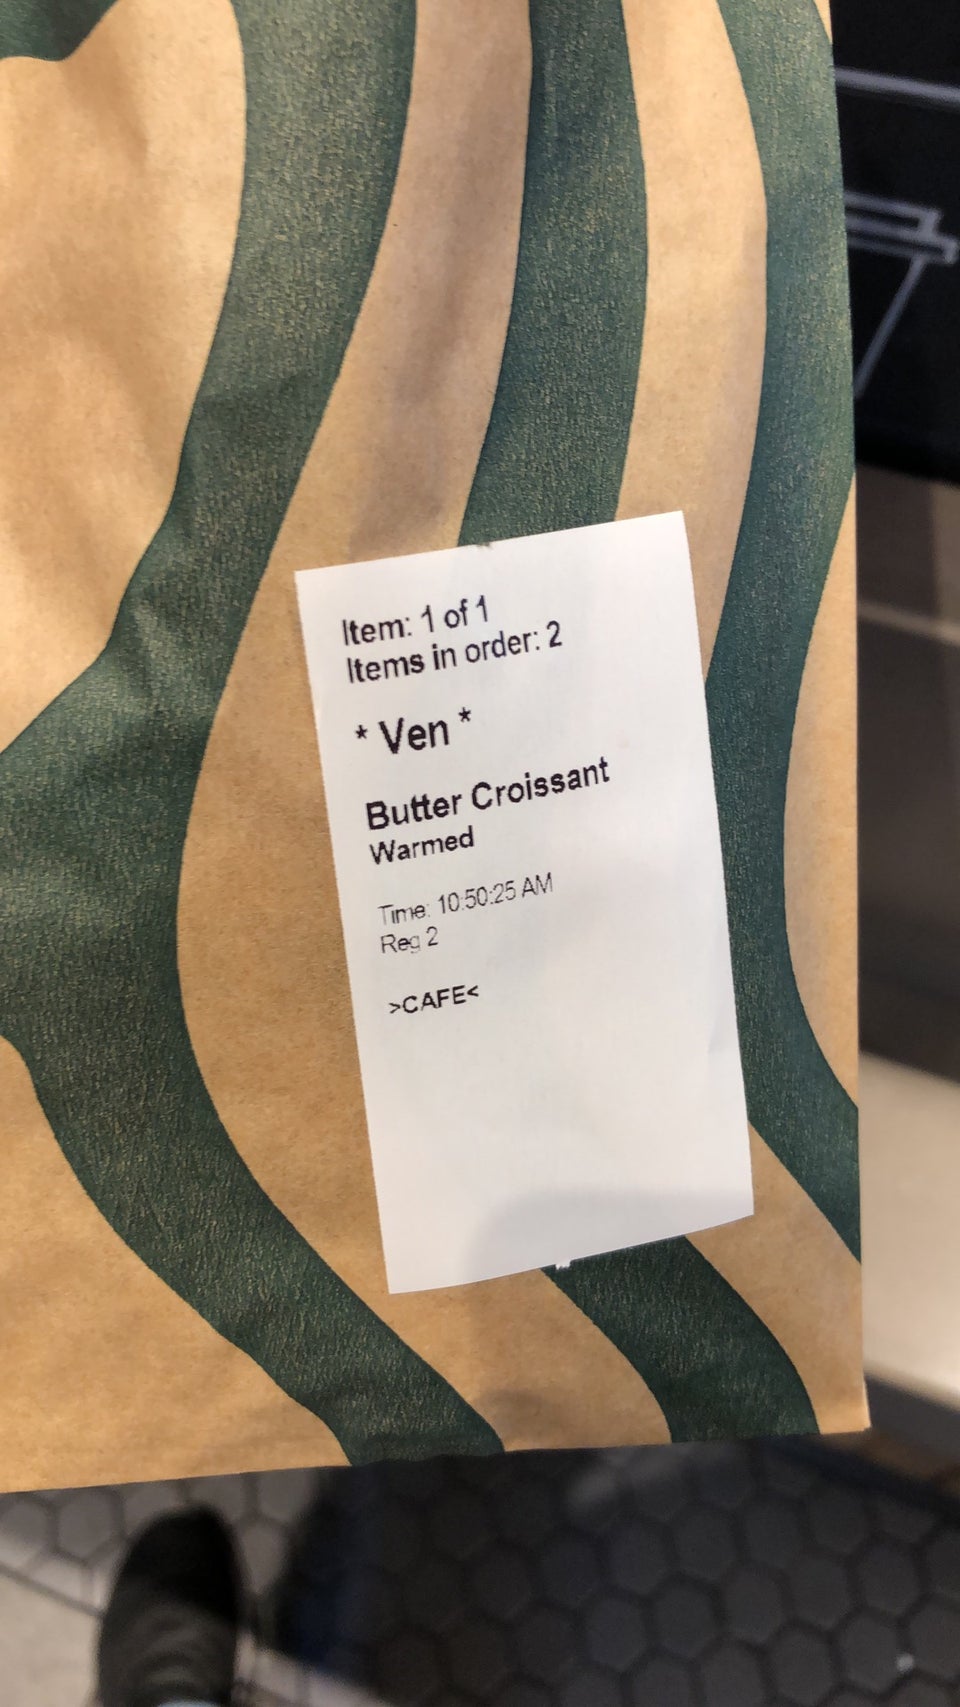 Item: 1 of 1
Items in order: 2
* Ven *
Butter Croissant
Warmed
Time: 10:50:25 AM
Reg 2
>CAFE<